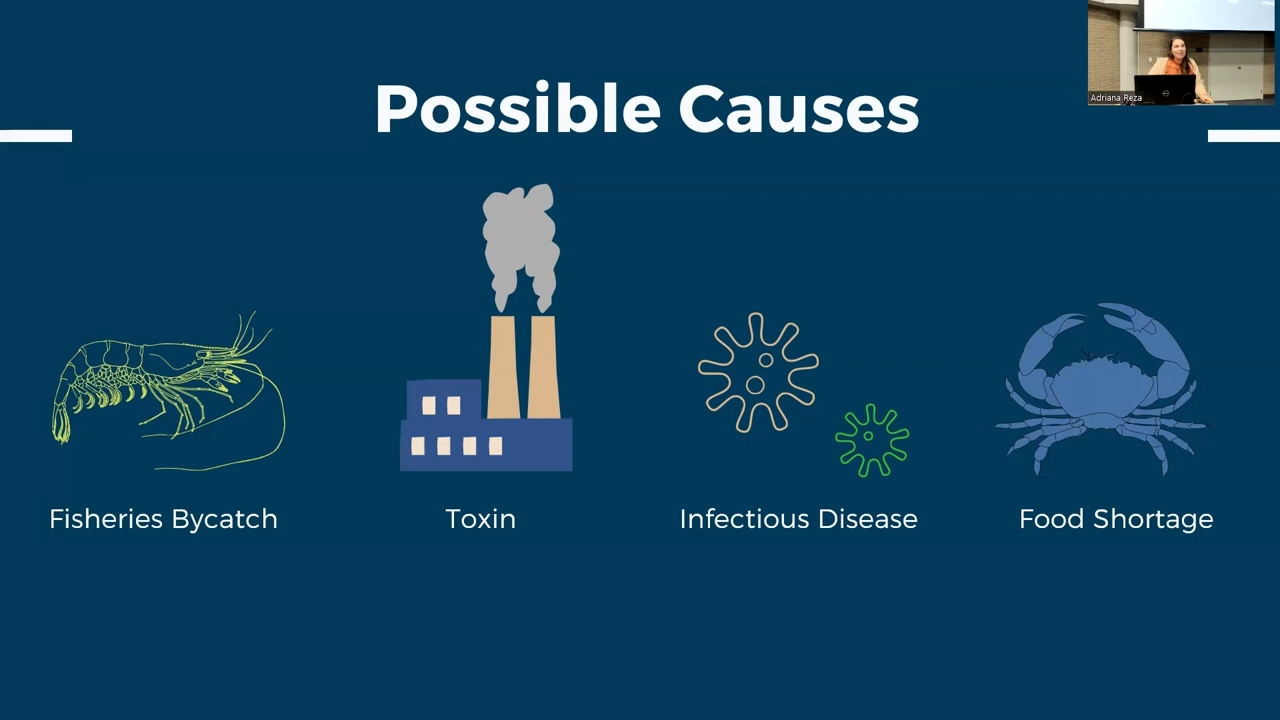 Possible Causes
Adriana Reza
Fisheries Bycatch
Toxin
Infectious Disease
Food Shortage